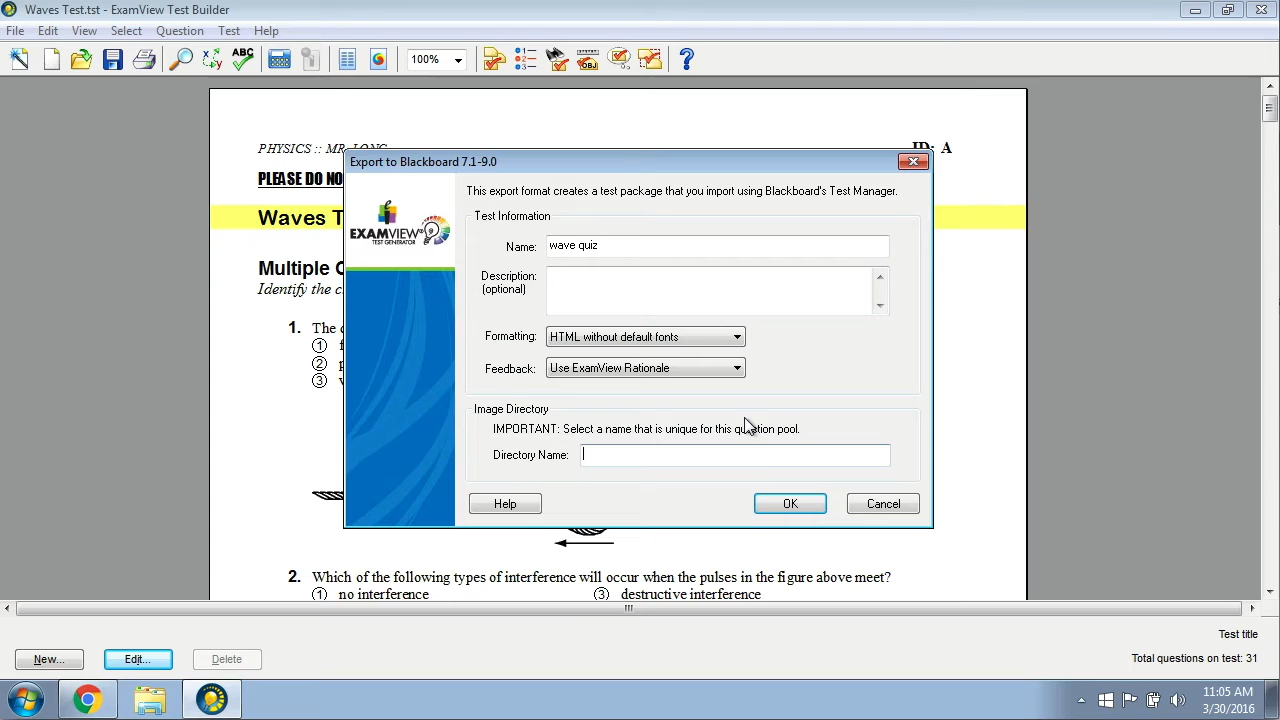 Waves Test.tst - ExamView Test Builder
File Edit View Select Question Test Help
ABC 100% 1 2 3 OBJ ?
PHYSICS :: MR. LONG ID: A
PLEASE DO NO
Waves T
Multiple C
Identify the c
1. The
1 f
2 p
3
Export to Blackboard 7.1-9.0
EXAMVIEW
TEST GENERATOR
This export format creates a test package that you import using Blackboard's Test Manager.
Test Information
Name: wave quiz
Description:
(optional)
Formatting: HTML without default fonts
Feedback: Use ExamView Rationale
Image Directory
IMPORTANT: Select a name that is unique for this question pool.
Directory Name:
Help OK Cancel
2. Which of the following types of interference will occur when the pulses in the figure above meet?
1 no interference 3 destructive interference
Test title
New... Edit... Delete Total questions on test: 31
11:05 AM
3/30/2016